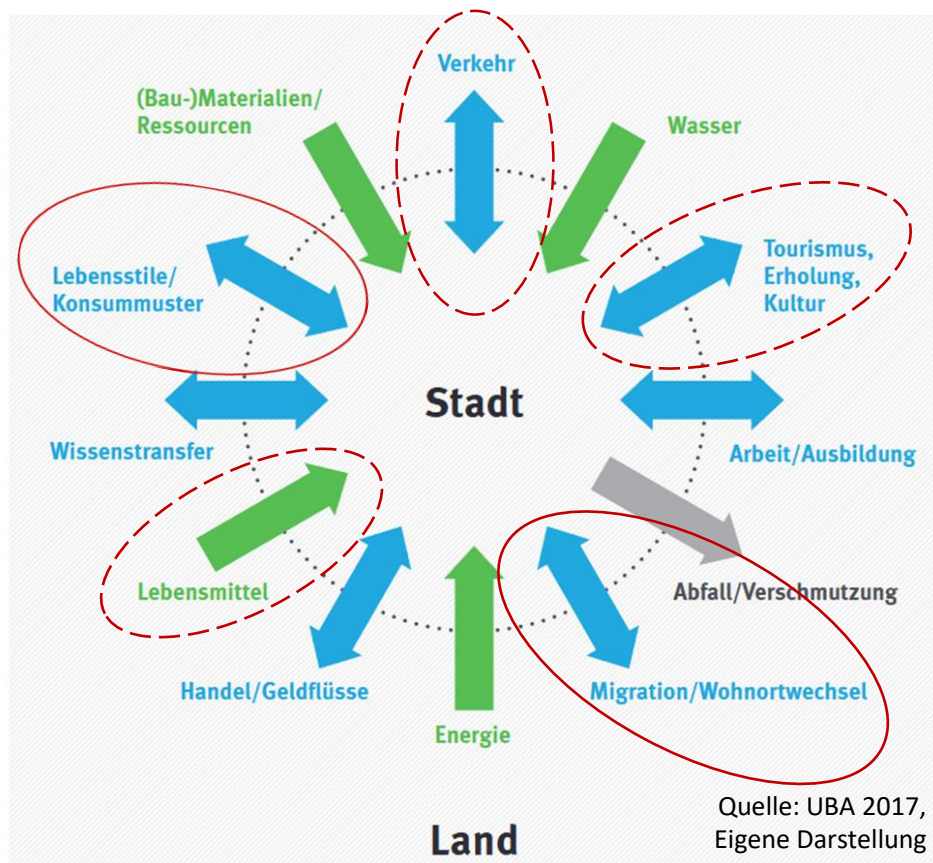 Verkehr
(Bau-)Materialien/
Ressourcen
Wasser
Lebensstile/
Konsummuster
Tourismus,
Erholung,
Kultur
Stadt
Wissenstransfer
Arbeit/Ausbildung
Lebensmittel
Abfall/Verschmutzung
Handel/Geldflüsse
Migration/Wohnortwechsel
Energie
Quelle: UBA 2017,
Eigene Darstellung
Land